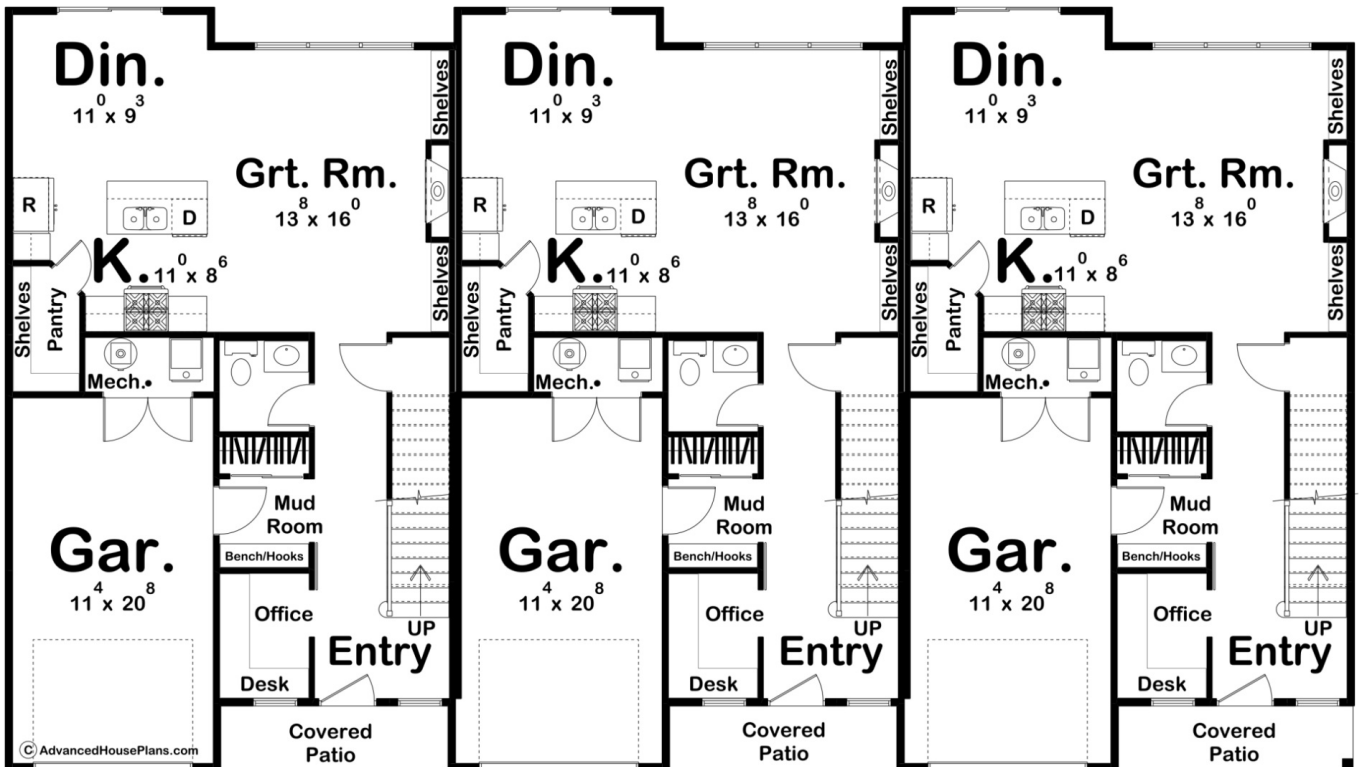 Din.
11⁰ x 9³
Shelves
Grt. Rm.
13⁸ x 16⁰
R
D
K. 11⁰ x 8⁶
Shelves
Shelves
Pantry
Mech.
Mud
Room
Gar.
11⁴ x 20⁸
Bench/Hooks
Office
UP
Entry
Desk
Covered
Patio
© AdvancedHousePlans.com
Din.
11⁰ x 9³
Shelves
Grt. Rm.
13⁸ x 16⁰
R
D
K. 11⁰ x 8⁶
Shelves
Shelves
Pantry
Mech.
Mud
Room
Gar.
11⁴ x 20⁸
Bench/Hooks
Office
UP
Entry
Desk
Covered
Patio
Din.
11⁰ x 9³
Shelves
Grt. Rm.
13⁸ x 16⁰
R
D
K. 11⁰ x 8⁶
Shelves
Shelves
Pantry
Mech.
Mud
Room
Gar.
11⁴ x 20⁸
Bench/Hooks
Office
UP
Entry
Desk
Covered
Patio